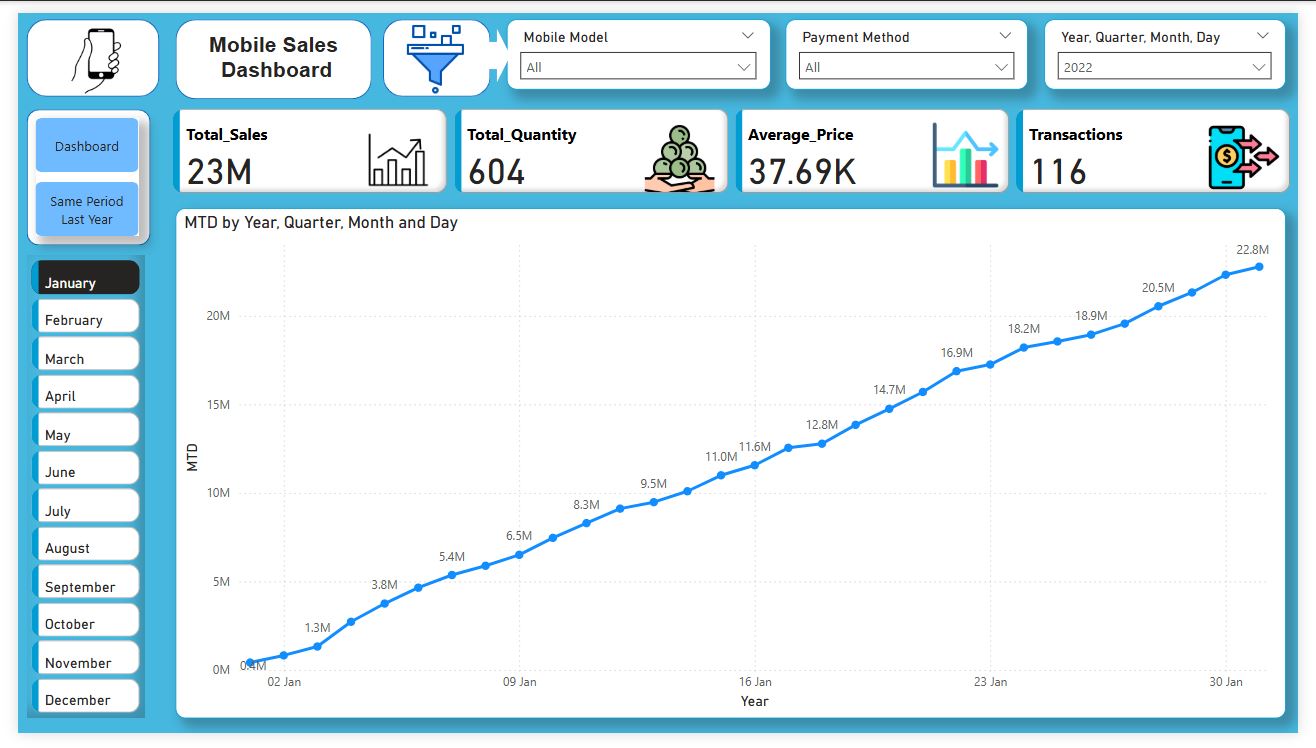 Mobile Sales
Dashboard
Mobile Model
All
Payment Method
All
Year, Quarter, Month, Day
2022
Dashboard
Same Period
Last Year
Total_Sales
23M
Total_Quantity
604
Average_Price
37.69K
$
Transactions
116
January
February
March
April
May
June
July
August
September
October
November
December
MTD by Year, Quarter, Month and Day
MTD
20M
15M
10M
5M
0M
0.4M
1.3M
3.8M
5.4M
6.5M
8.3M
9.5M
11.0M
11.6M
12.8M
14.7M
16.9M
18.2M
18.9M
20.5M
22.8M
02 Jan
09 Jan
16 Jan
23 Jan
30 Jan
Year